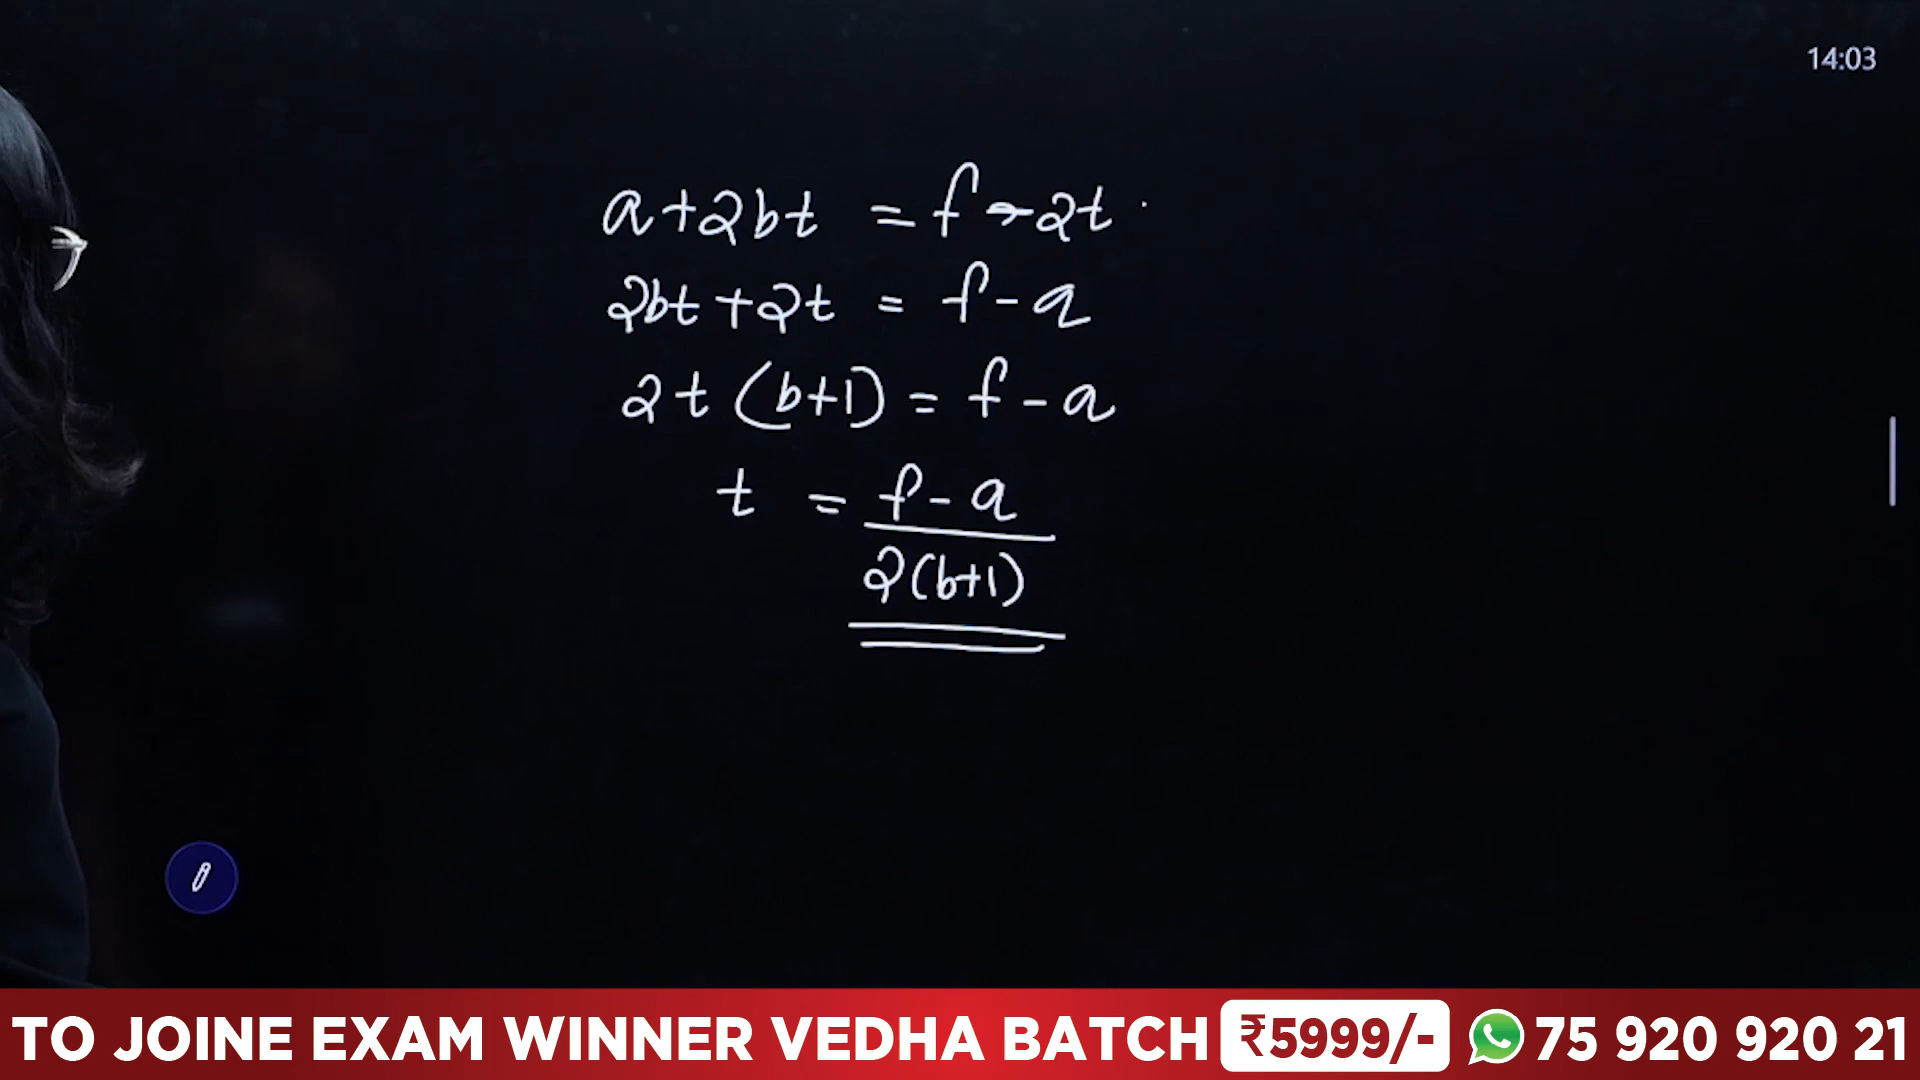 14:03
a+2bt = f-2t
2bt+2t = f-a
2t(b+1) = f-a
t = f-a
2(b+1)
TO JOINE EXAM WINNER VEDHA BATCH ₹5999/- 75 920 920 21